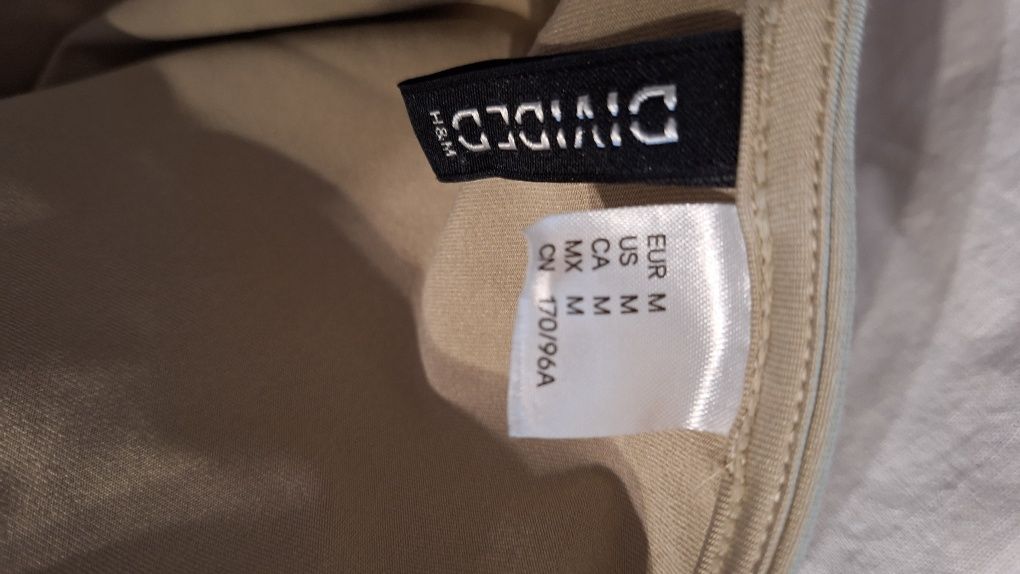 DIVIDED
H&M
EUR M
US M
CA M
MX M
CN 170/96A